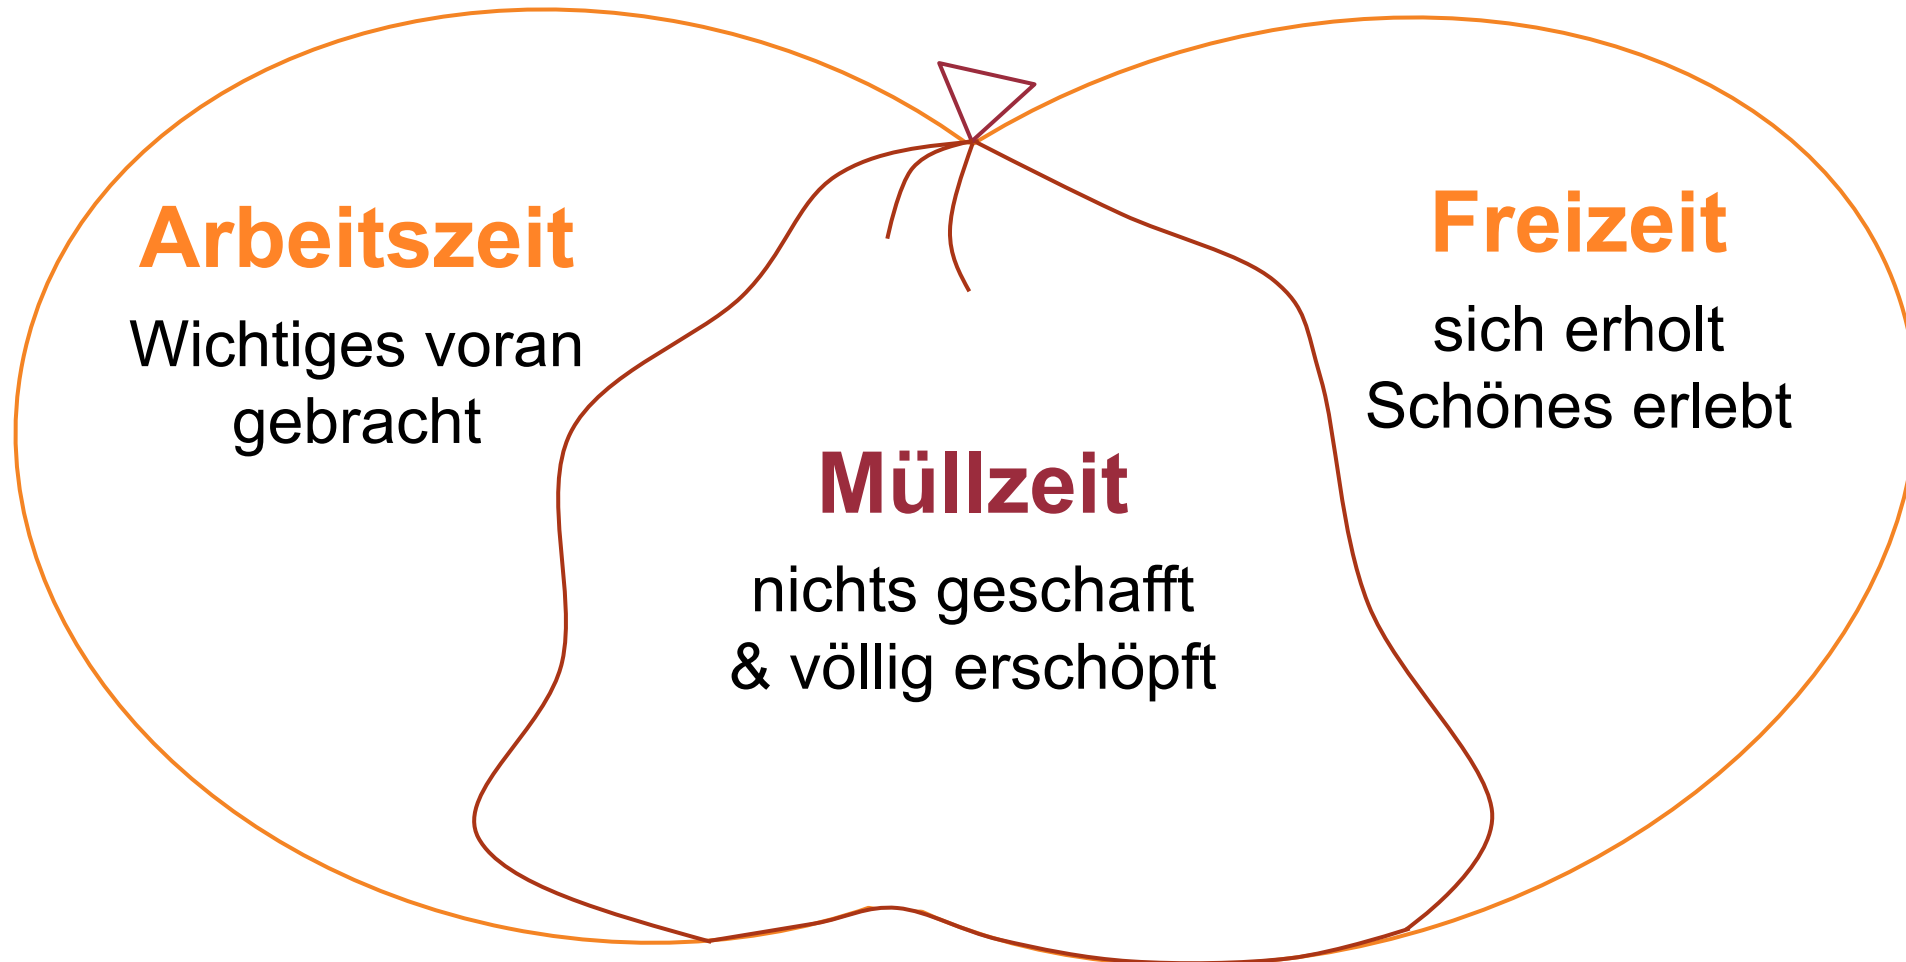 Arbeitszeit
Wichtiges voran
gebracht
Müllzeit
nichts geschafft
& völlig erschöpft
Freizeit
sich erholt
Schönes erlebt